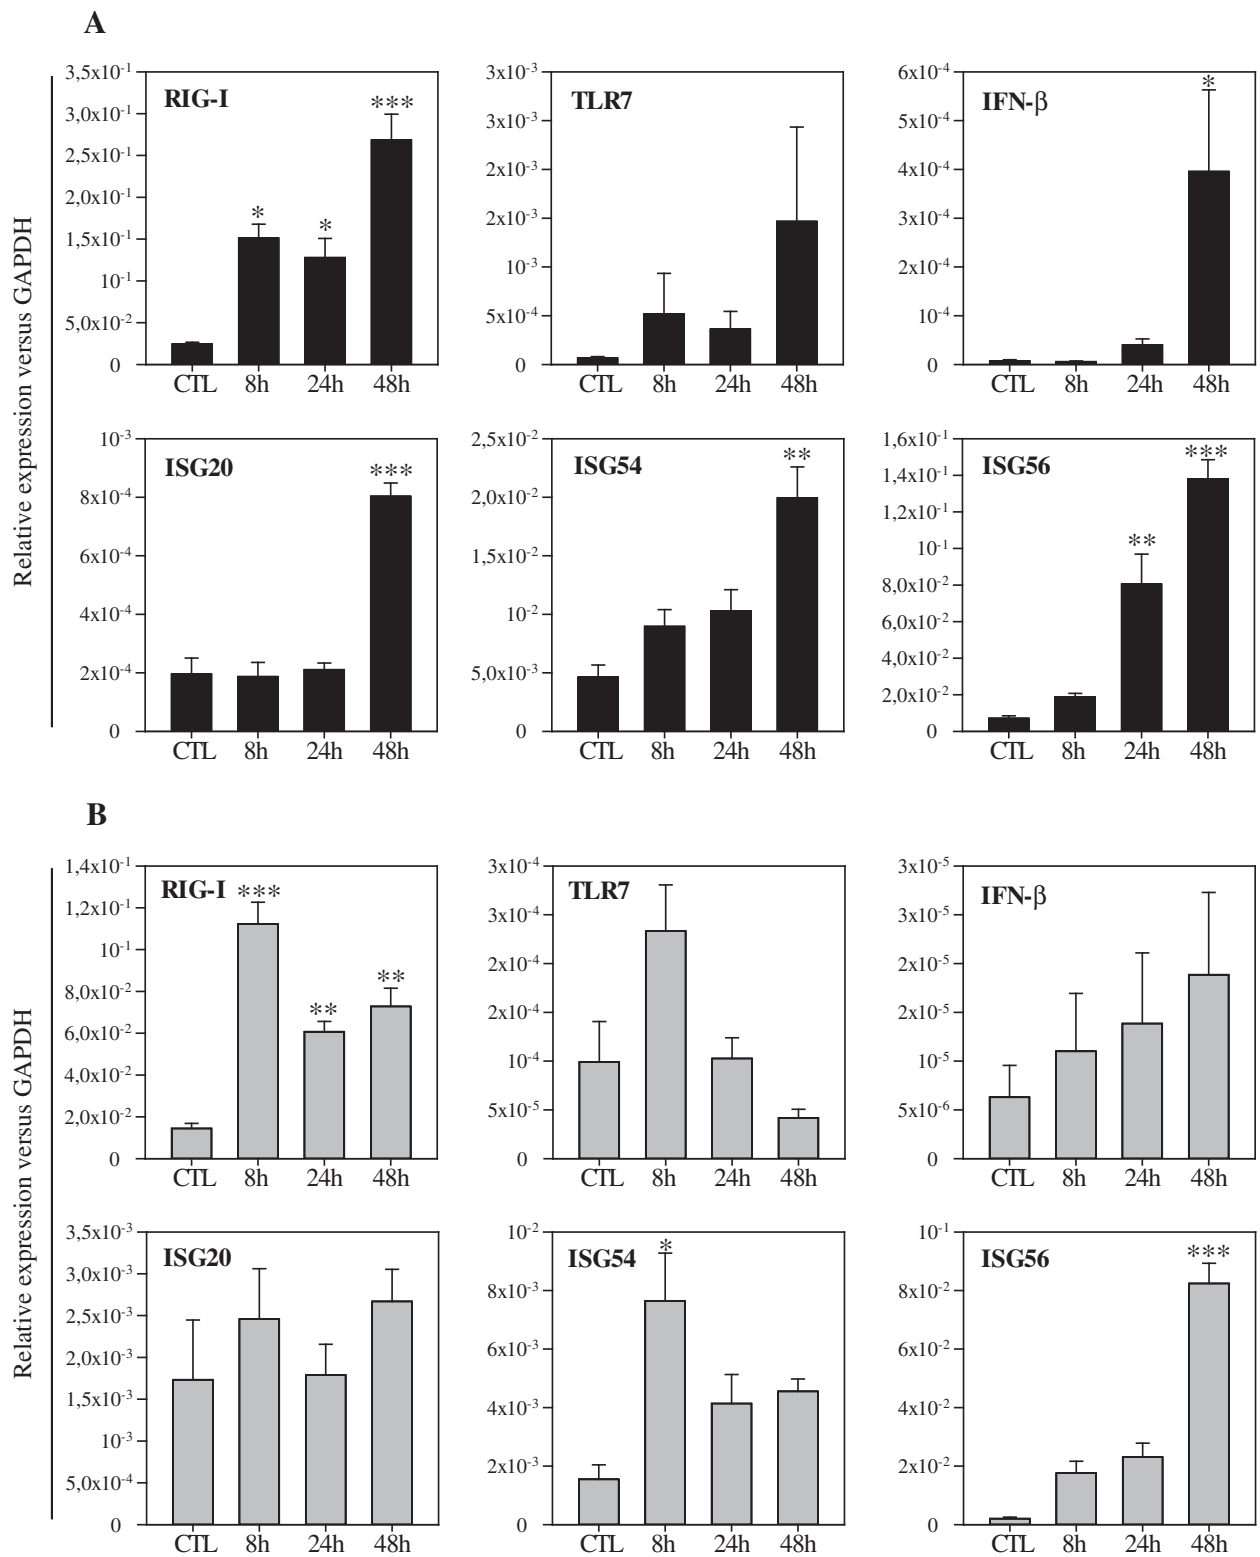 A
Relative expression versus GAPDH
RIG-I
3,5x10⁻¹
3,0x10⁻¹
2,5x10⁻¹
2,0x10⁻¹
1,5x10⁻¹
10⁻¹
5,0x10⁻²
0
* * ***
CTL 8h 24h 48h
TLR7
3x10⁻³
3x10⁻³
2x10⁻³
2x10⁻³
10⁻³
5x10⁻⁴
0
CTL 8h 24h 48h
IFN-β
6x10⁻⁴
5x10⁻⁴
4x10⁻⁴
3x10⁻⁴
2x10⁻⁴
10⁻⁴
0
*
CTL 8h 24h 48h
ISG20
10⁻³
8x10⁻⁴
6x10⁻⁴
4x10⁻⁴
2x10⁻⁴
0
***
CTL 8h 24h 48h
ISG54
2,5x10⁻²
2,0x10⁻²
1,5x10⁻²
10⁻²
5,0x10⁻³
0
**
CTL 8h 24h 48h
ISG56
1,6x10⁻¹
1,4x10⁻¹
1,2x10⁻¹
10⁻¹
8,0x10⁻²
6,0x10⁻²
4,0x10⁻²
2,0x10⁻²
0
** ***
CTL 8h 24h 48h
B
Relative expression versus GAPDH
RIG-I
1,4x10⁻¹
1,2x10⁻¹
10⁻¹
8,0x10⁻²
6,0x10⁻²
4,0x10⁻²
2,0x10⁻²
0
*** ** **
CTL 8h 24h 48h
TLR7
3x10⁻⁴
3x10⁻⁴
2x10⁻⁴
2x10⁻⁴
10⁻⁴
5x10⁻⁵
0
CTL 8h 24h 48h
IFN-β
3x10⁻⁵
3x10⁻⁵
2x10⁻⁵
2x10⁻⁵
10⁻⁵
5x10⁻⁶
0
CTL 8h 24h 48h
ISG20
3,5x10⁻³
3,0x10⁻³
2,5x10⁻³
2,0x10⁻³
1,5x10⁻³
10⁻³
5,0x10⁻⁴
0
CTL 8h 24h 48h
ISG54
10⁻²
8x10⁻³
6x10⁻³
4x10⁻³
2x10⁻³
0
*
CTL 8h 24h 48h
ISG56
10⁻¹
8x10⁻²
6x10⁻²
4x10⁻²
2x10⁻²
0
***
CTL 8h 24h 48h